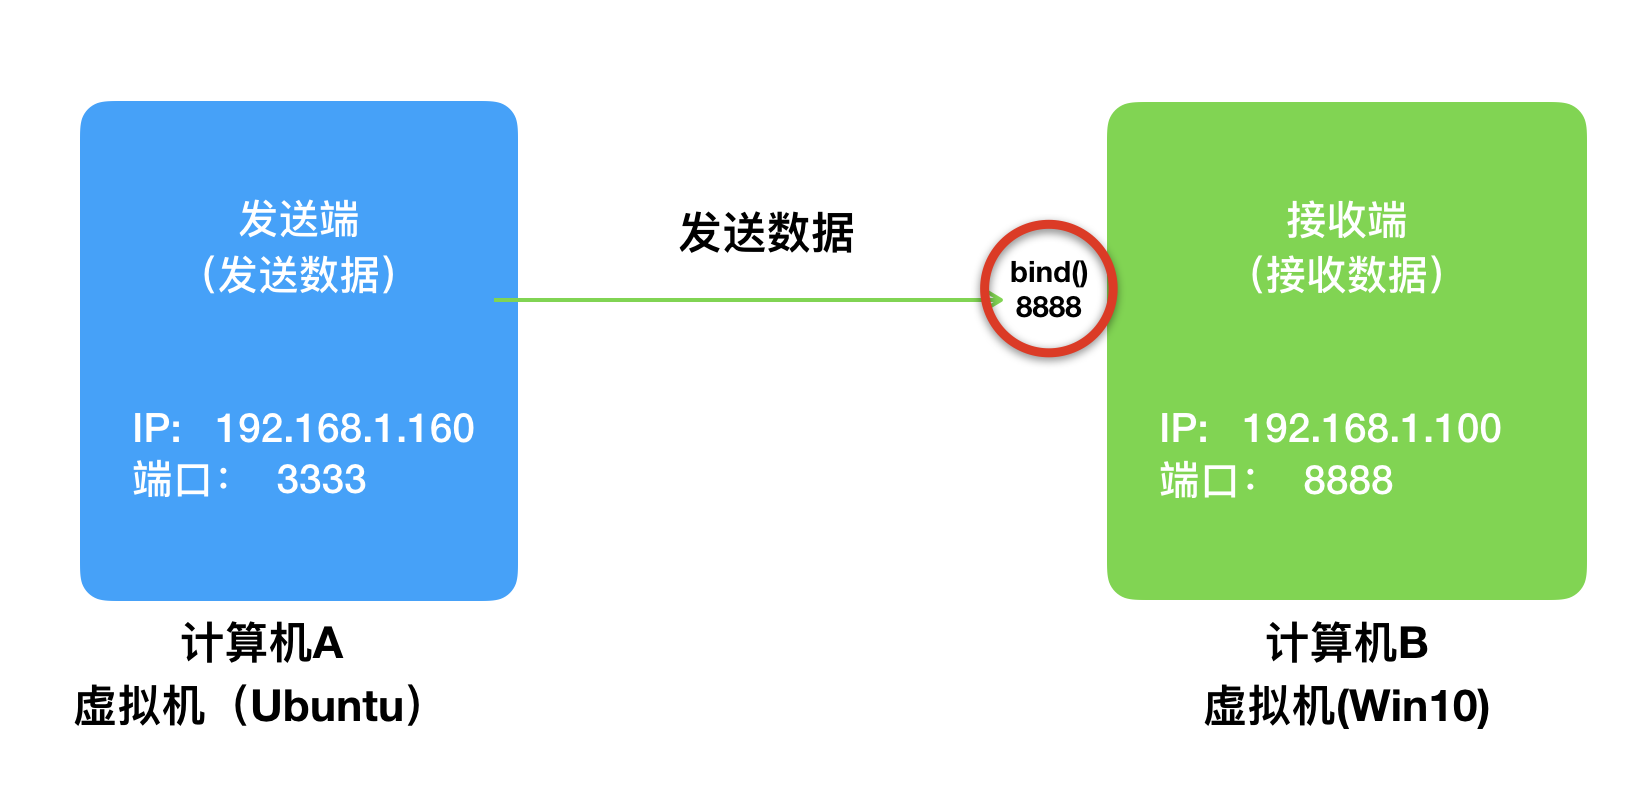 发送端
（发送数据）
IP： 192.168.1.160
端口： 3333
计算机A
虚拟机（Ubuntu）
发送数据
bind()
8888
接收端
（接收数据）
IP： 192.168.1.100
端口： 8888
计算机B
虚拟机(Win10)